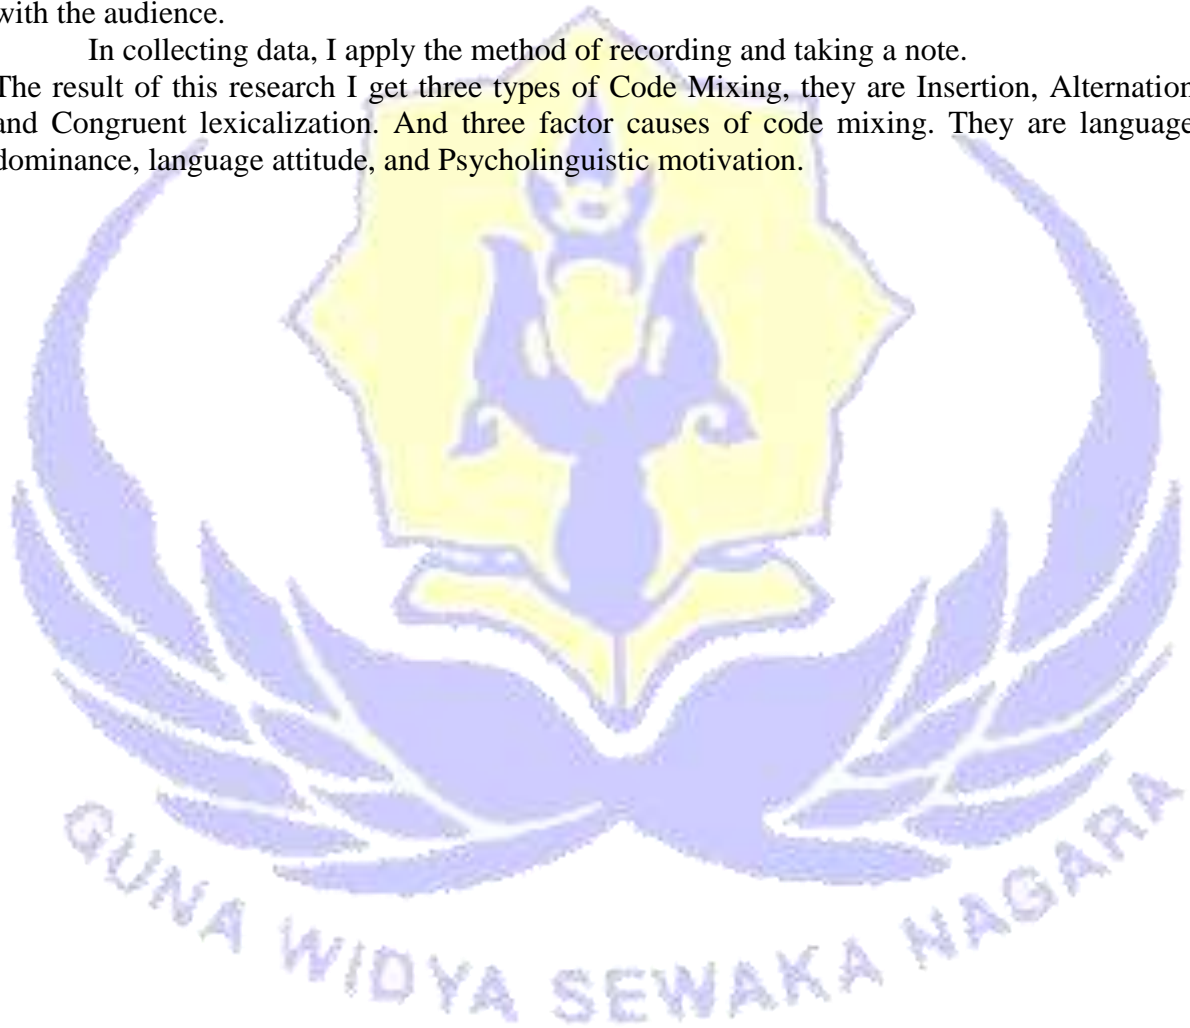 with the audience.
In collecting data, I apply the method of recording and taking a note.
The result of this research I get three types of Code Mixing, they are Insertion, Alternation
and Congruent lexicalization. And three factor causes of code mixing. They are language
dominance, language attitude, and Psycholinguistic motivation.
GUNA WIDYA SEWAKA NAGARA